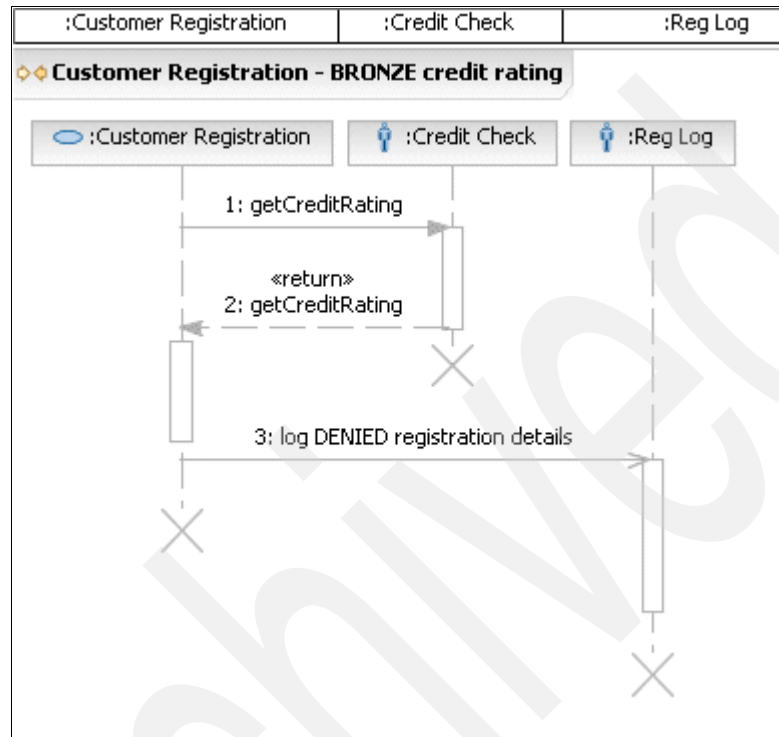 :Customer Registration :Credit Check :Reg Log
Customer Registration - BRONZE credit rating
:Customer Registration :Credit Check :Reg Log
1: getCreditRating
«return»
2: getCreditRating
3: log DENIED registration details